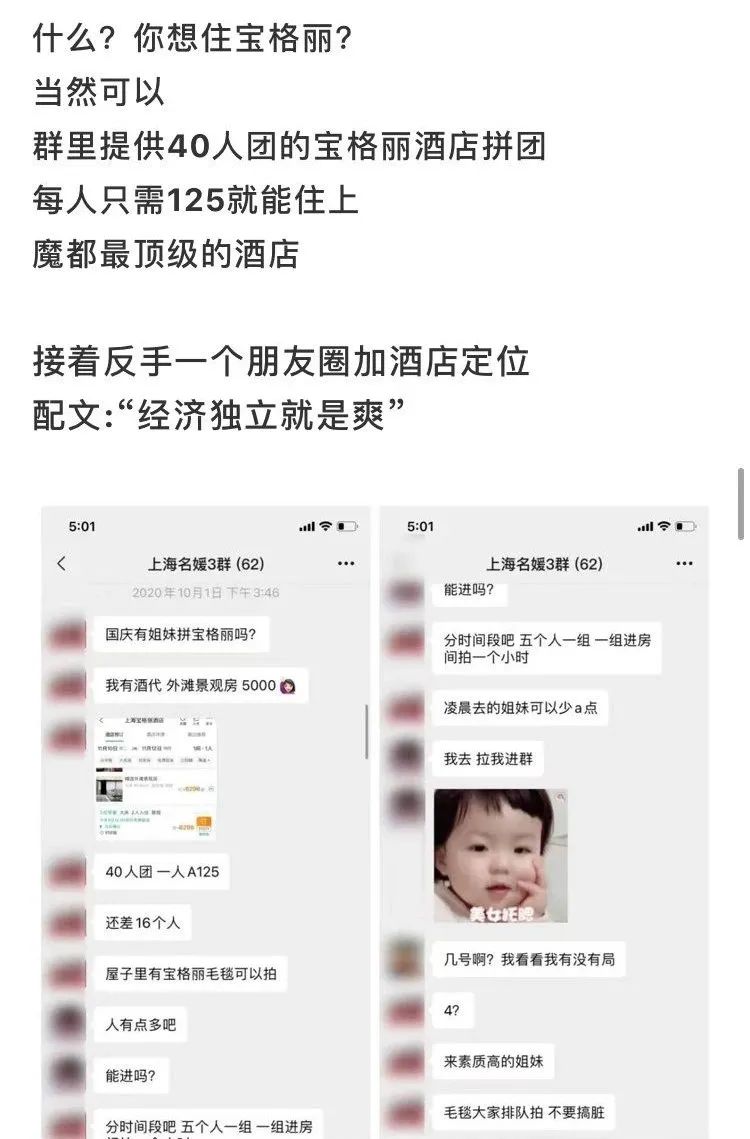 什么？你想住宝格丽？
当然可以
群里提供40人团的宝格丽酒店拼团
每人只需125就能住上
魔都最顶级的酒店
接着反手一个朋友圈加酒店定位
配文:“经济独立就是爽”
5:01
上海名媛3群 (62)
2020年10月1日 下午3:46
国庆有姐妹拼宝格丽吗?
我有酒代 外滩景观房 5000
上海宝格丽酒店
40人团 一人A125
还差16个人
屋子里有宝格丽毛毯可以拍
人有点多吧
能进吗?
分时间段吧 五个人一组 一组进房
5:01
上海名媛3群 (62)
能进吗?
分时间段吧 五个人一组 一组进房
间拍一个小时
凌晨去的姐妹可以少a点
我去 拉我进群
美女托腮
几号啊? 我看看我有没有局
4?
来素质高的姐妹
毛毯大家排队拍 不要搞脏